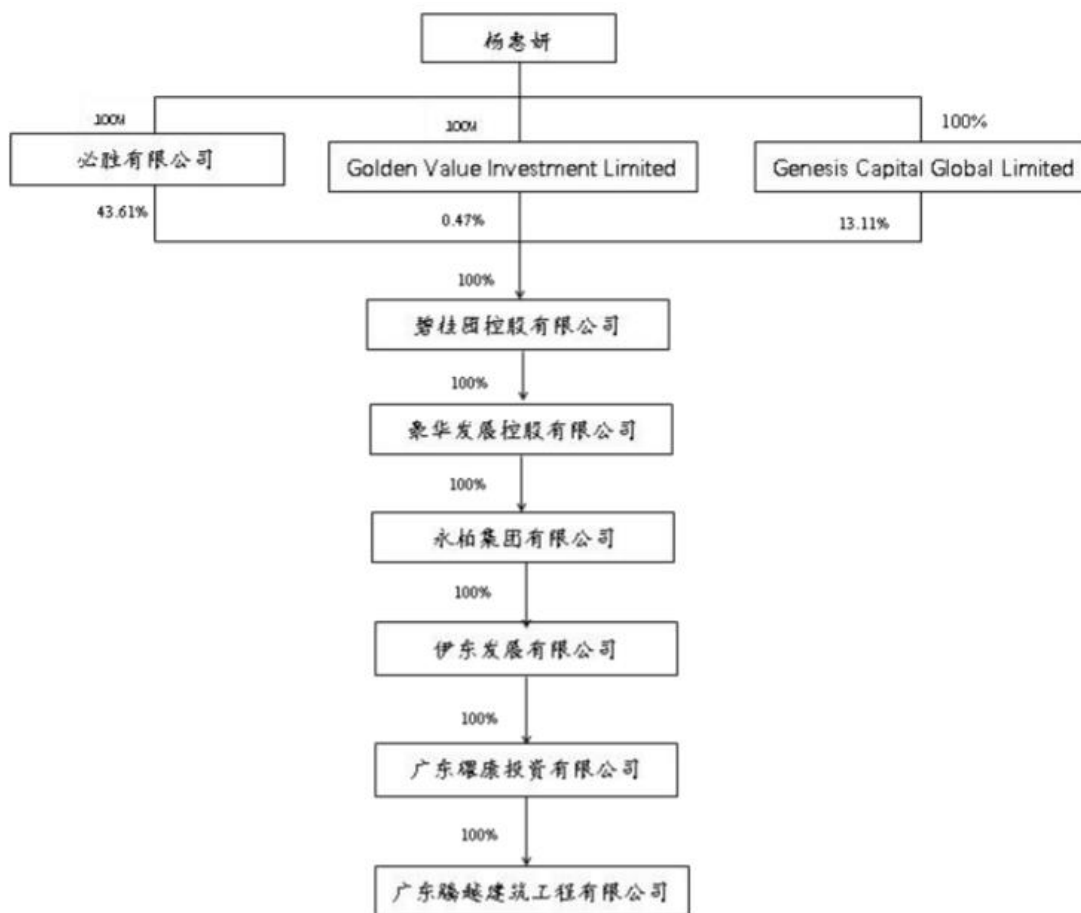 杨惠妍
100%
100%
100%
必胜有限公司
Golden Value Investment Limited
Genesis Capital Global Limited
43.61%
0.47%
13.11%
100%
碧桂园控股有限公司
100%
豪华发展控股有限公司
100%
永柏集团有限公司
100%
伊东发展有限公司
100%
广东耀康投资有限公司
100%
广东腾越建筑工程有限公司